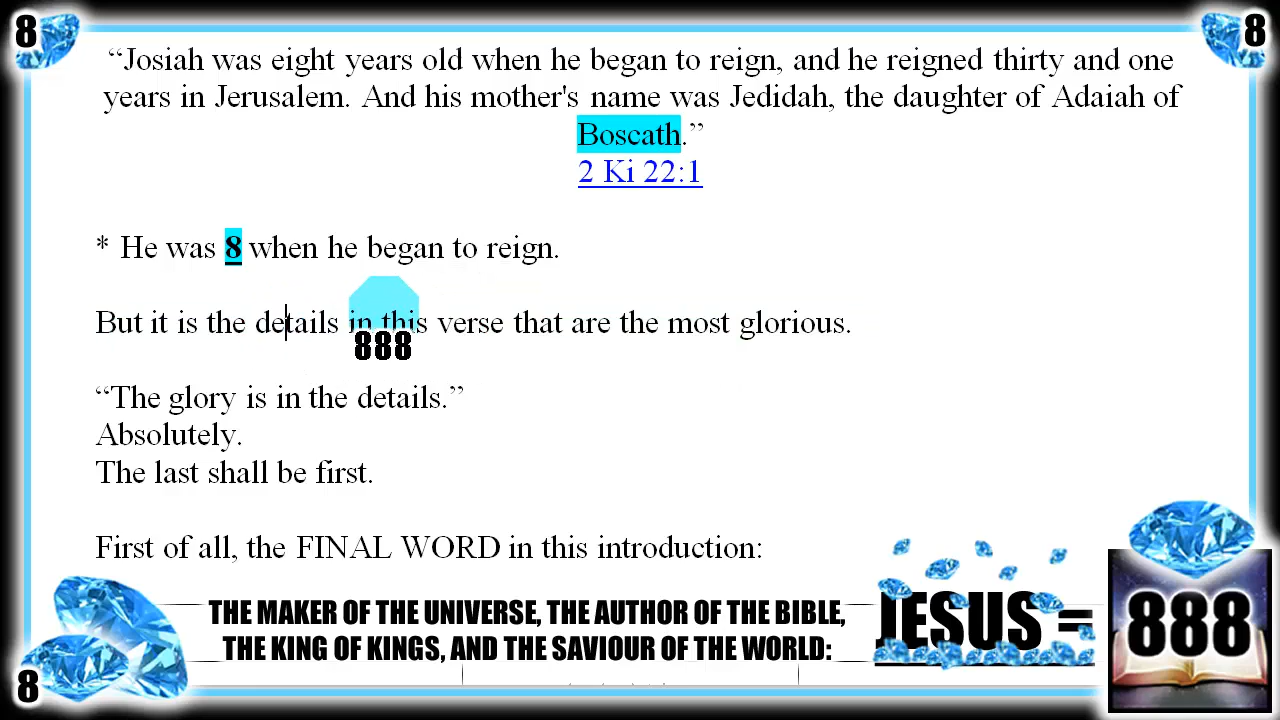 8
8
“Josiah was eight years old when he began to reign, and he reigned thirty and one
years in Jerusalem. And his mother's name was Jedidah, the daughter of Adaiah of
Boscath.”
2 Ki 22:1
* He was 8 when he began to reign.
But it is the details in this verse that are the most glorious.
888
“The glory is in the details.”
Absolutely.
The last shall be first.
First of all, the FINAL WORD in this introduction:
THE MAKER OF THE UNIVERSE, THE AUTHOR OF THE BIBLE,
THE KING OF KINGS, AND THE SAVIOUR OF THE WORLD:
JESUS =
888
8